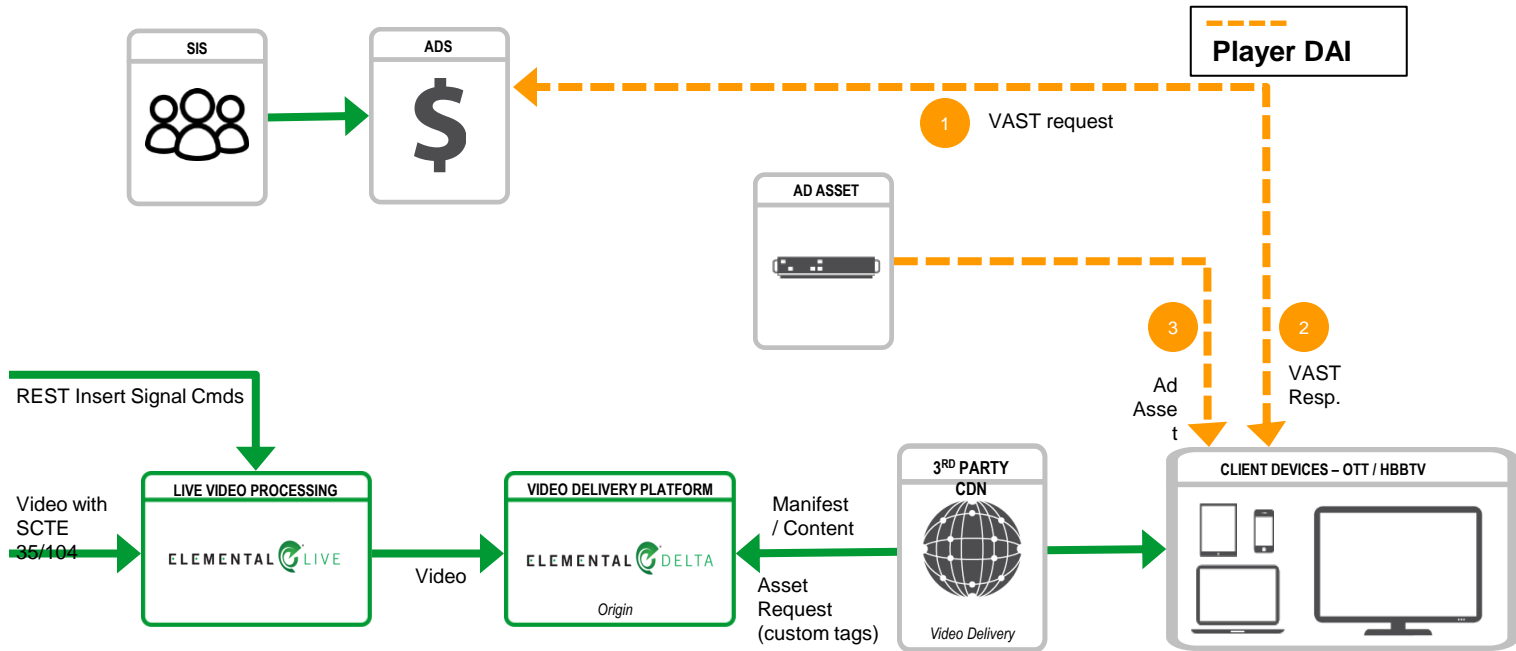 Player DAI
SIS
ADS
$
1
VAST request
AD ASSET
3
2
Ad
Asse
t
VAST
Resp.
REST Insert Signal Cmds
Video with
SCTE
35/104
LIVE VIDEO PROCESSING
ELEMENTAL LIVE
Video
VIDEO DELIVERY PLATFORM
ELEMENTAL DELTA
Origin
Manifest
/ Content
Asset
Request
(custom tags)
3RD PARTY
CDN
Video Delivery
CLIENT DEVICES – OTT / HBBTV